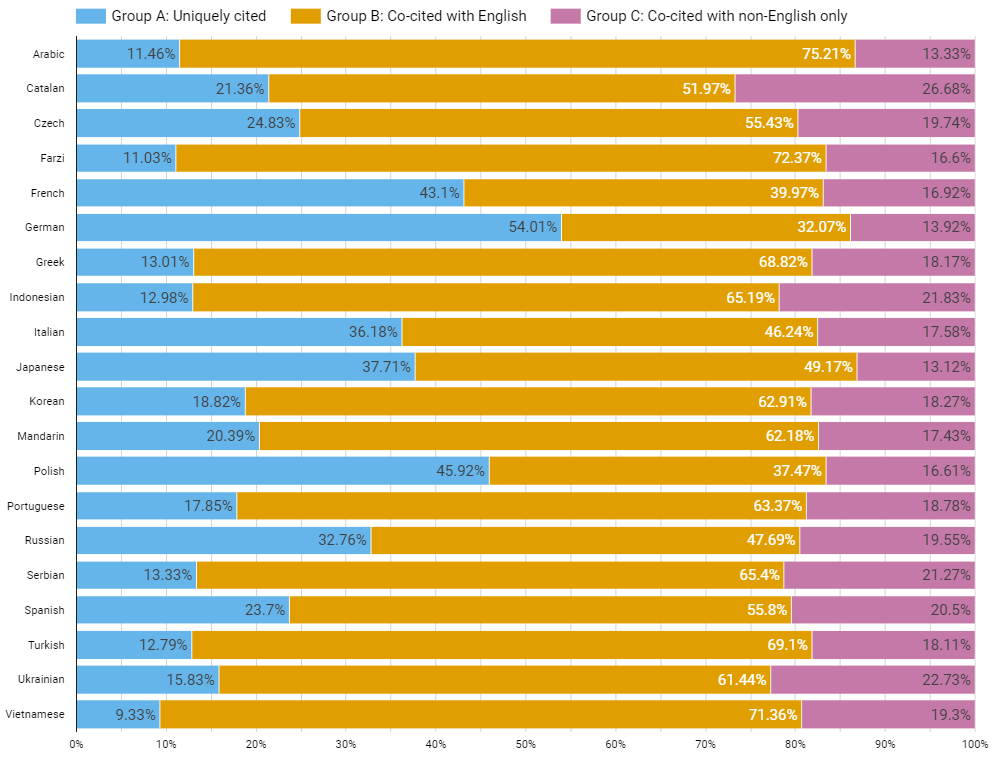 Group A: Uniquely cited Group B: Co-cited with English Group C: Co-cited with non-English only
Arabic 11.46% 75.21% 13.33%
Catalan 21.36% 51.97% 26.68%
Czech 24.83% 55.43% 19.74%
Farzi 11.03% 72.37% 16.6%
French 43.1% 39.97% 16.92%
German 54.01% 32.07% 13.92%
Greek 13.01% 68.82% 18.17%
Indonesian 12.98% 65.19% 21.83%
Italian 36.18% 46.24% 17.58%
Japanese 37.71% 49.17% 13.12%
Korean 18.82% 62.91% 18.27%
Mandarin 20.39% 62.18% 17.43%
Polish 45.92% 37.47% 16.61%
Portuguese 17.85% 63.37% 18.78%
Russian 32.76% 47.69% 19.55%
Serbian 13.33% 65.4% 21.27%
Spanish 23.7% 55.8% 20.5%
Turkish 12.79% 69.1% 18.11%
Ukrainian 15.83% 61.44% 22.73%
Vietnamese 9.33% 71.36% 19.3%
0% 10% 20% 30% 40% 50% 60% 70% 80% 90% 100%